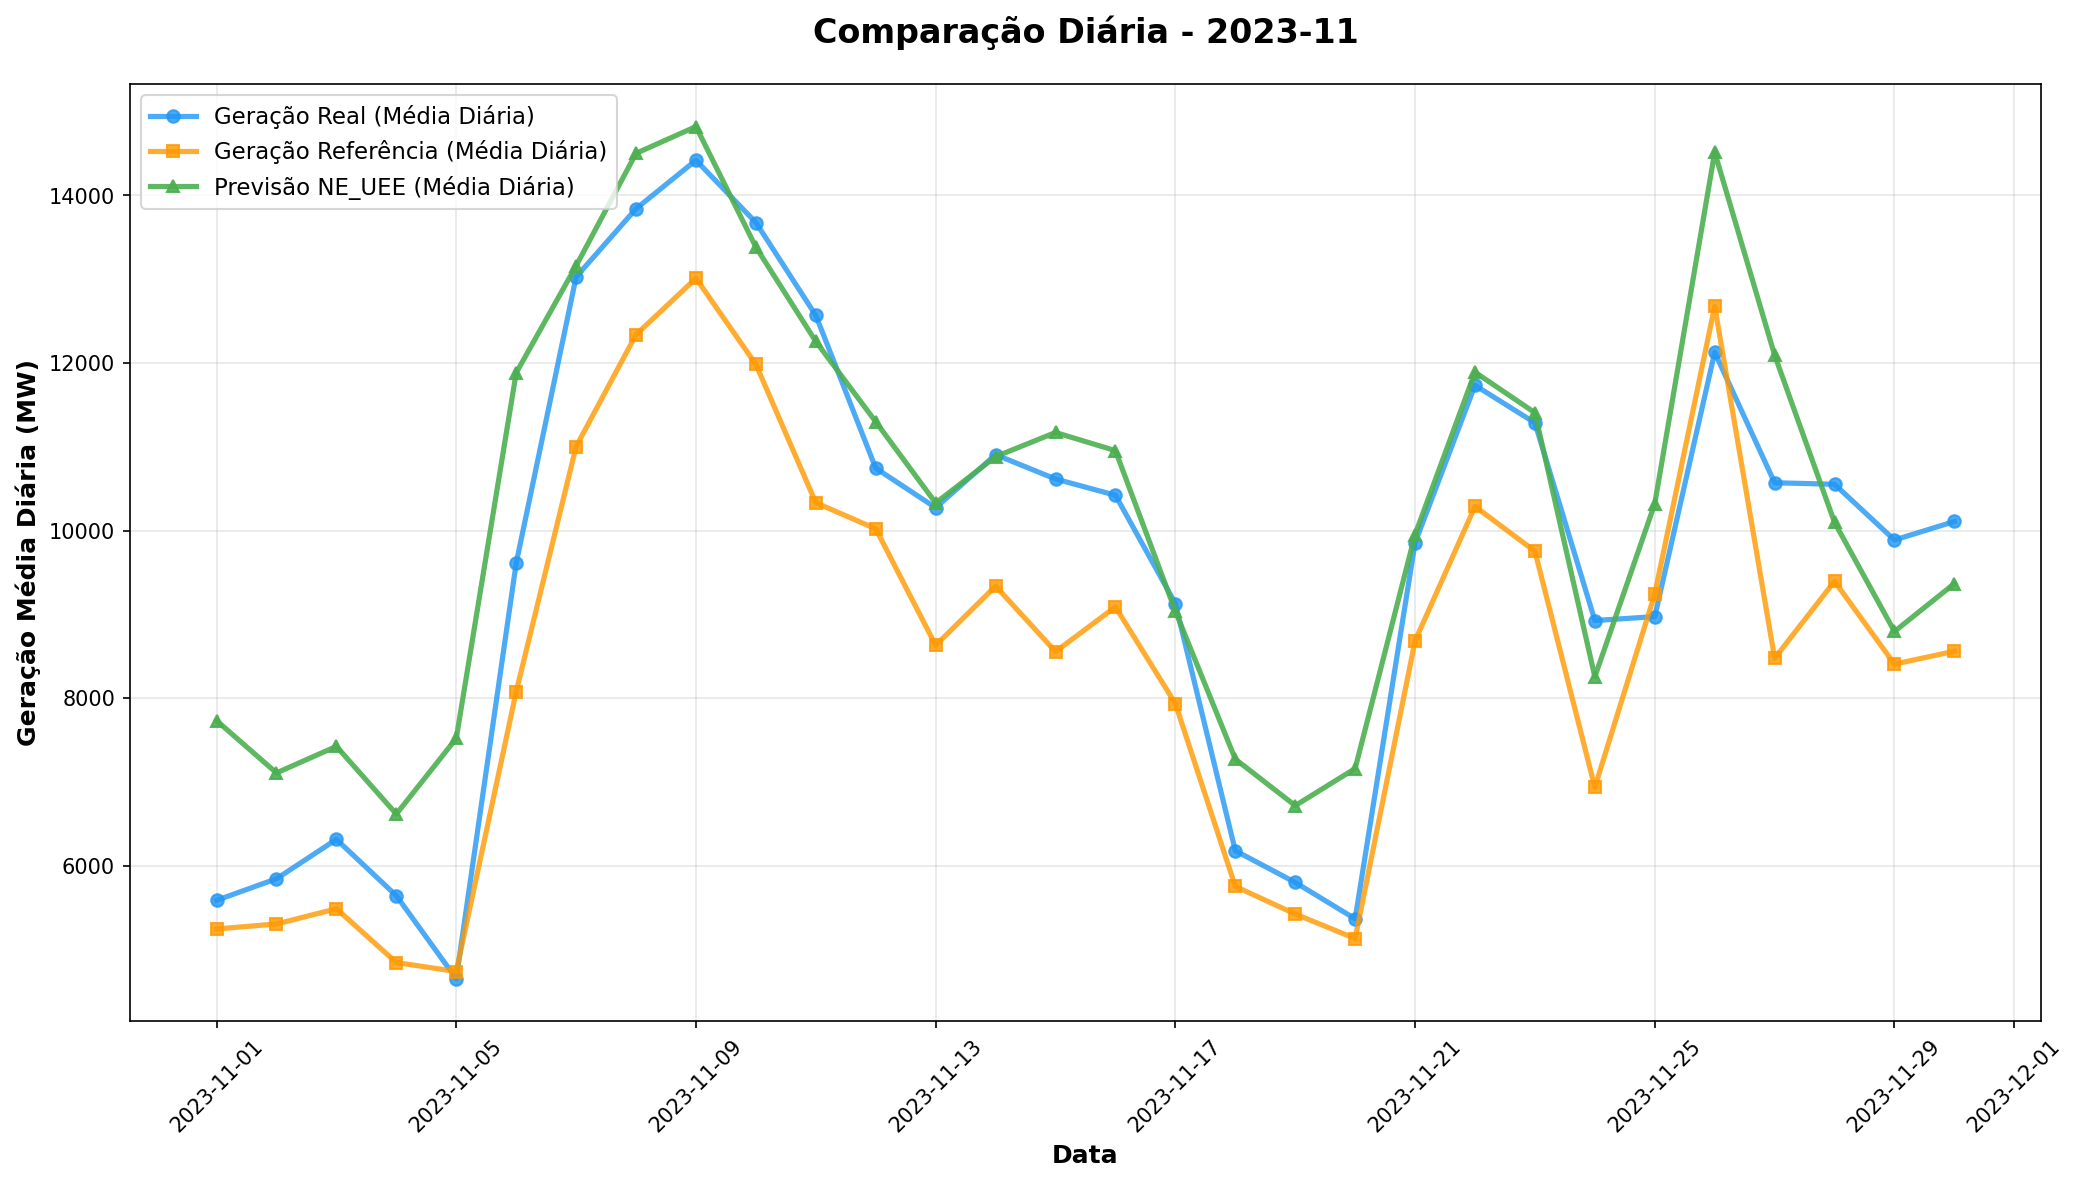 Comparação Diária - 2023-11
Geração Real (Média Diária)
Geração Referência (Média Diária)
Previsão NE_UEE (Média Diária)
Geração Média Diária (MW)
14000
12000
10000
8000
6000
2023-11-01
2023-11-05
2023-11-09
2023-11-13
2023-11-17
2023-11-21
2023-11-25
2023-11-29
2023-12-01
Data